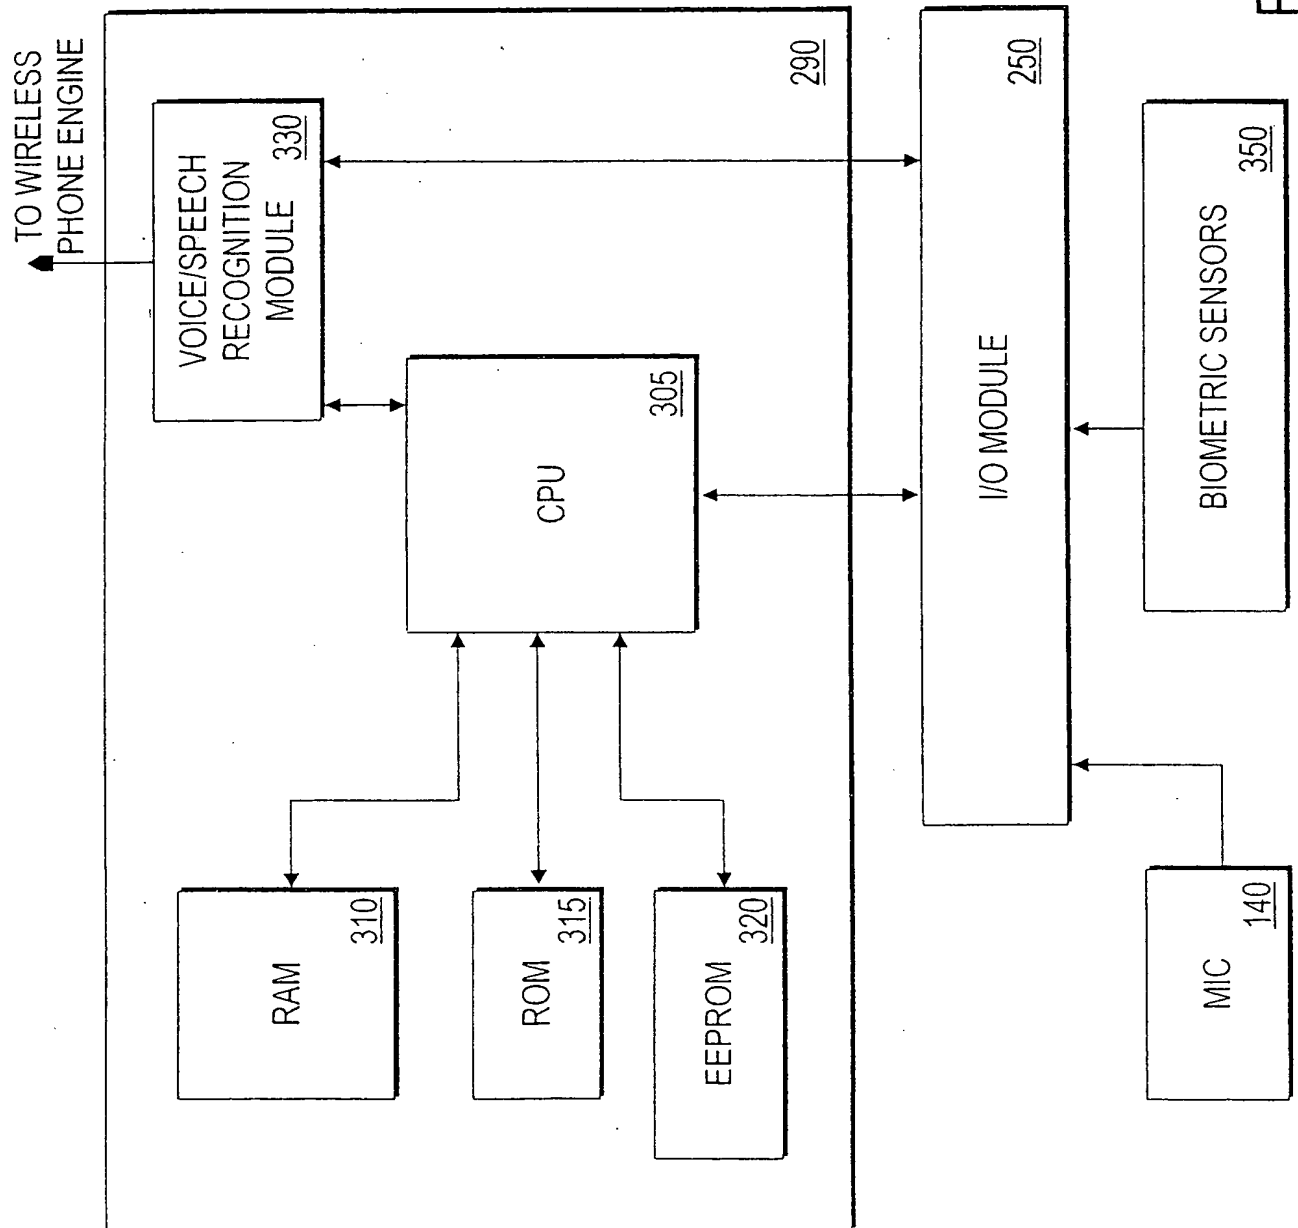 TO WIRELESS
PHONE ENGINE
VOICE/SPEECH
RECOGNITION
MODULE
330
290
CPU
305
RAM
310
ROM
315
EEPROM
320
I/O MODULE
250
MIC
140
BIOMETRIC SENSORS
350